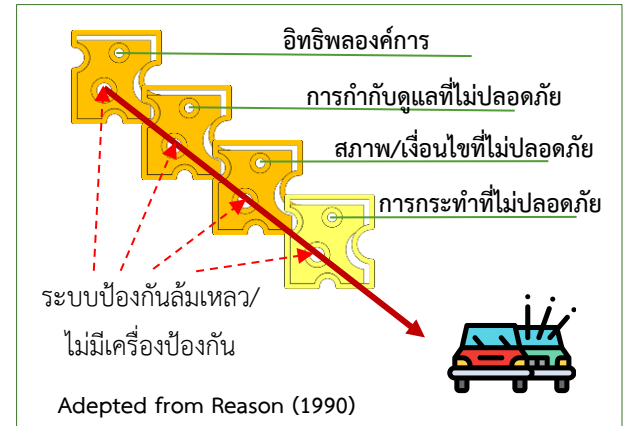 อิทธิพลองค์การ
การกำกับดูแลที่ไม่ปลอดภัย
สภาพ/เงื่อนไขที่ไม่ปลอดภัย
การกระทำที่ไม่ปลอดภัย
ระบบป้องกันล้มเหลว/
ไม่มีเครื่องป้องกัน
Adepted from Reason (1990)